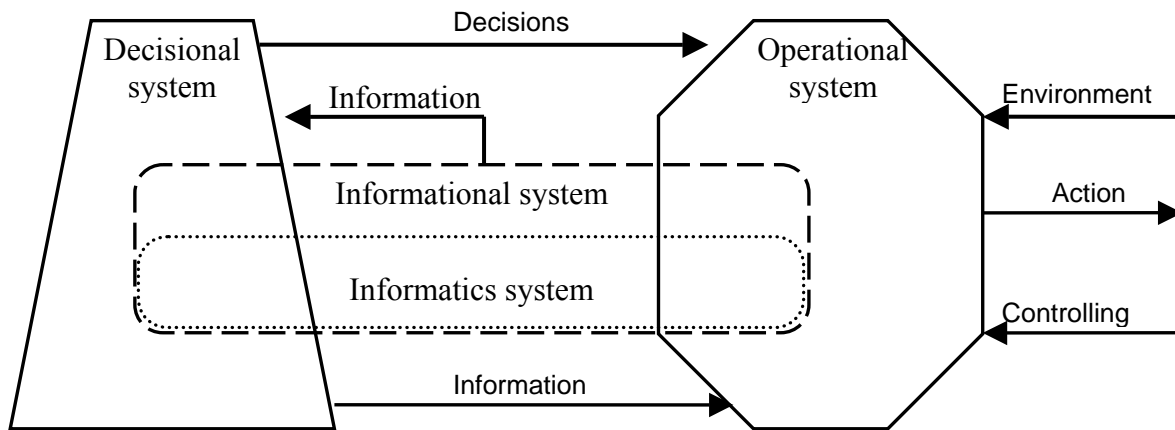 Decisions
Decisional
system
Operational
system
Information
Environment
Informational system
Action
Informatics system
Controlling
Information